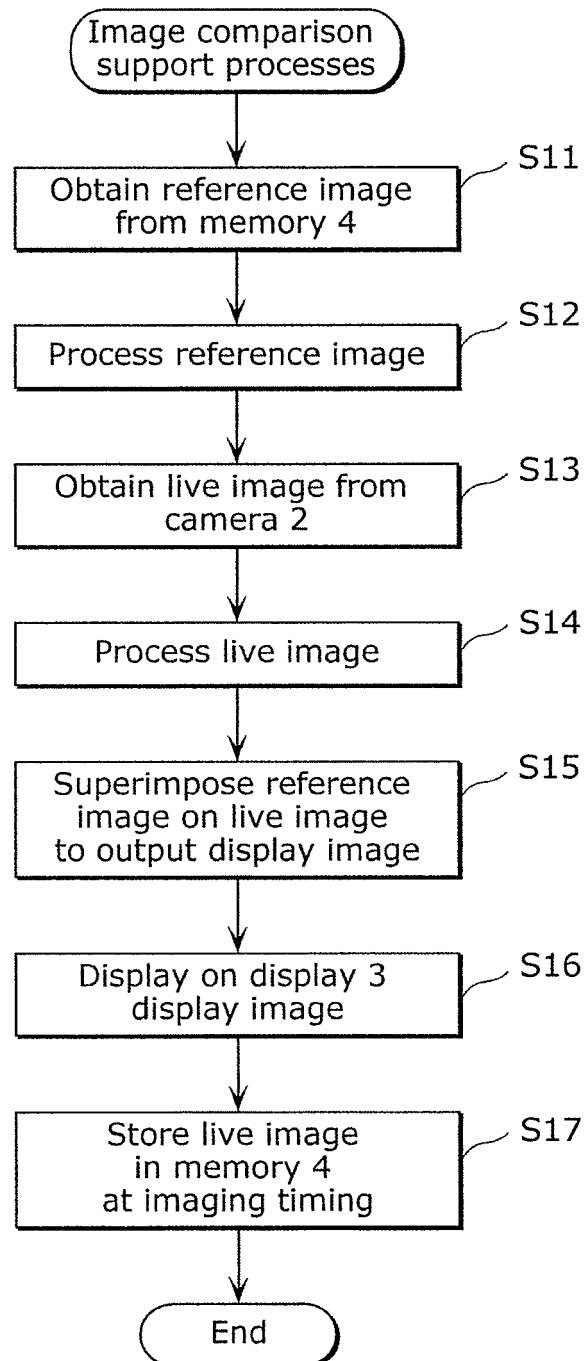 Image comparison
support processes
S11
Obtain reference image
from memory 4
S12
Process reference image
S13
Obtain live image from
camera 2
S14
Process live image
S15
Superimpose reference
image on live image
to output display image
S16
Display on display 3
display image
S17
Store live image
in memory 4
at imaging timing
End